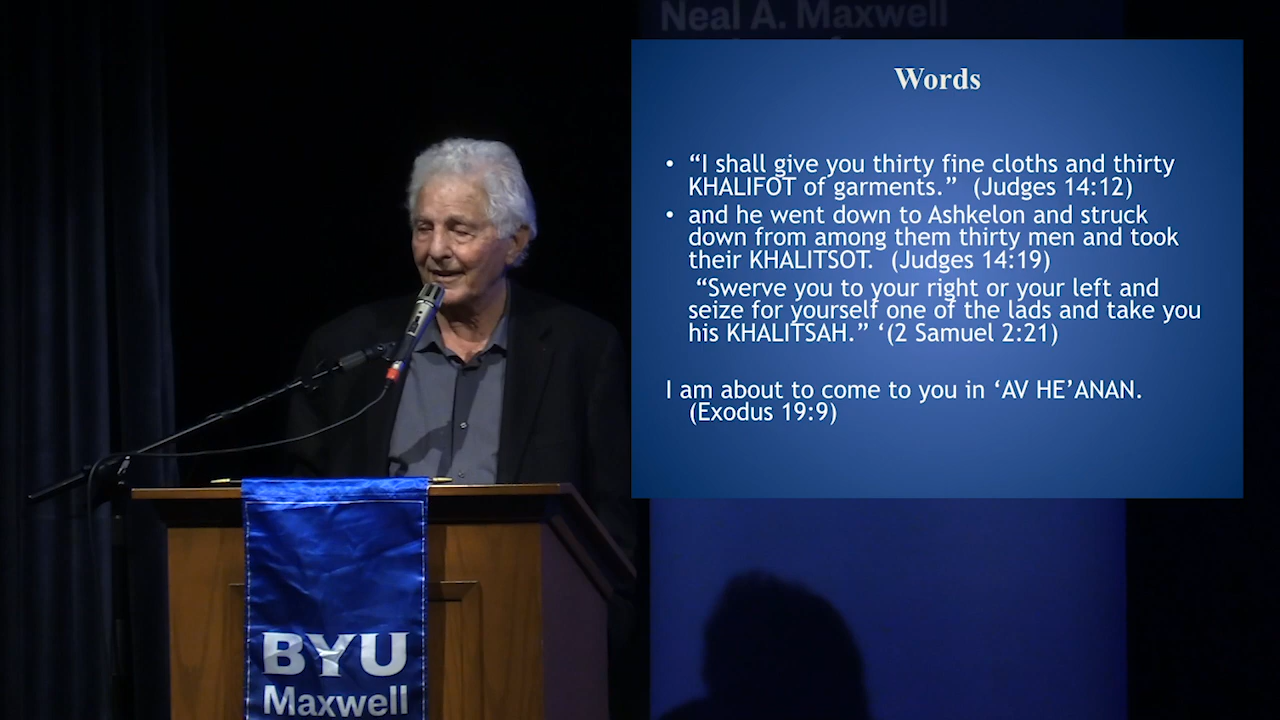 Neal A. Maxwell
Words
• “I shall give you thirty fine cloths and thirty
KHALIFOT of garments.” (Judges 14:12)
• and he went down to Ashkelon and struck
down from among them thirty men and took
their KHALITSOT. (Judges 14:19)
“Swerve you to your right or your left and
seize for yourself one of the lads and take you
his KHALITSAH.” ‘(2 Samuel 2:21)
I am about to come to you in ‘AV HE’ANAN.
(Exodus 19:9)
BYU
Maxwell